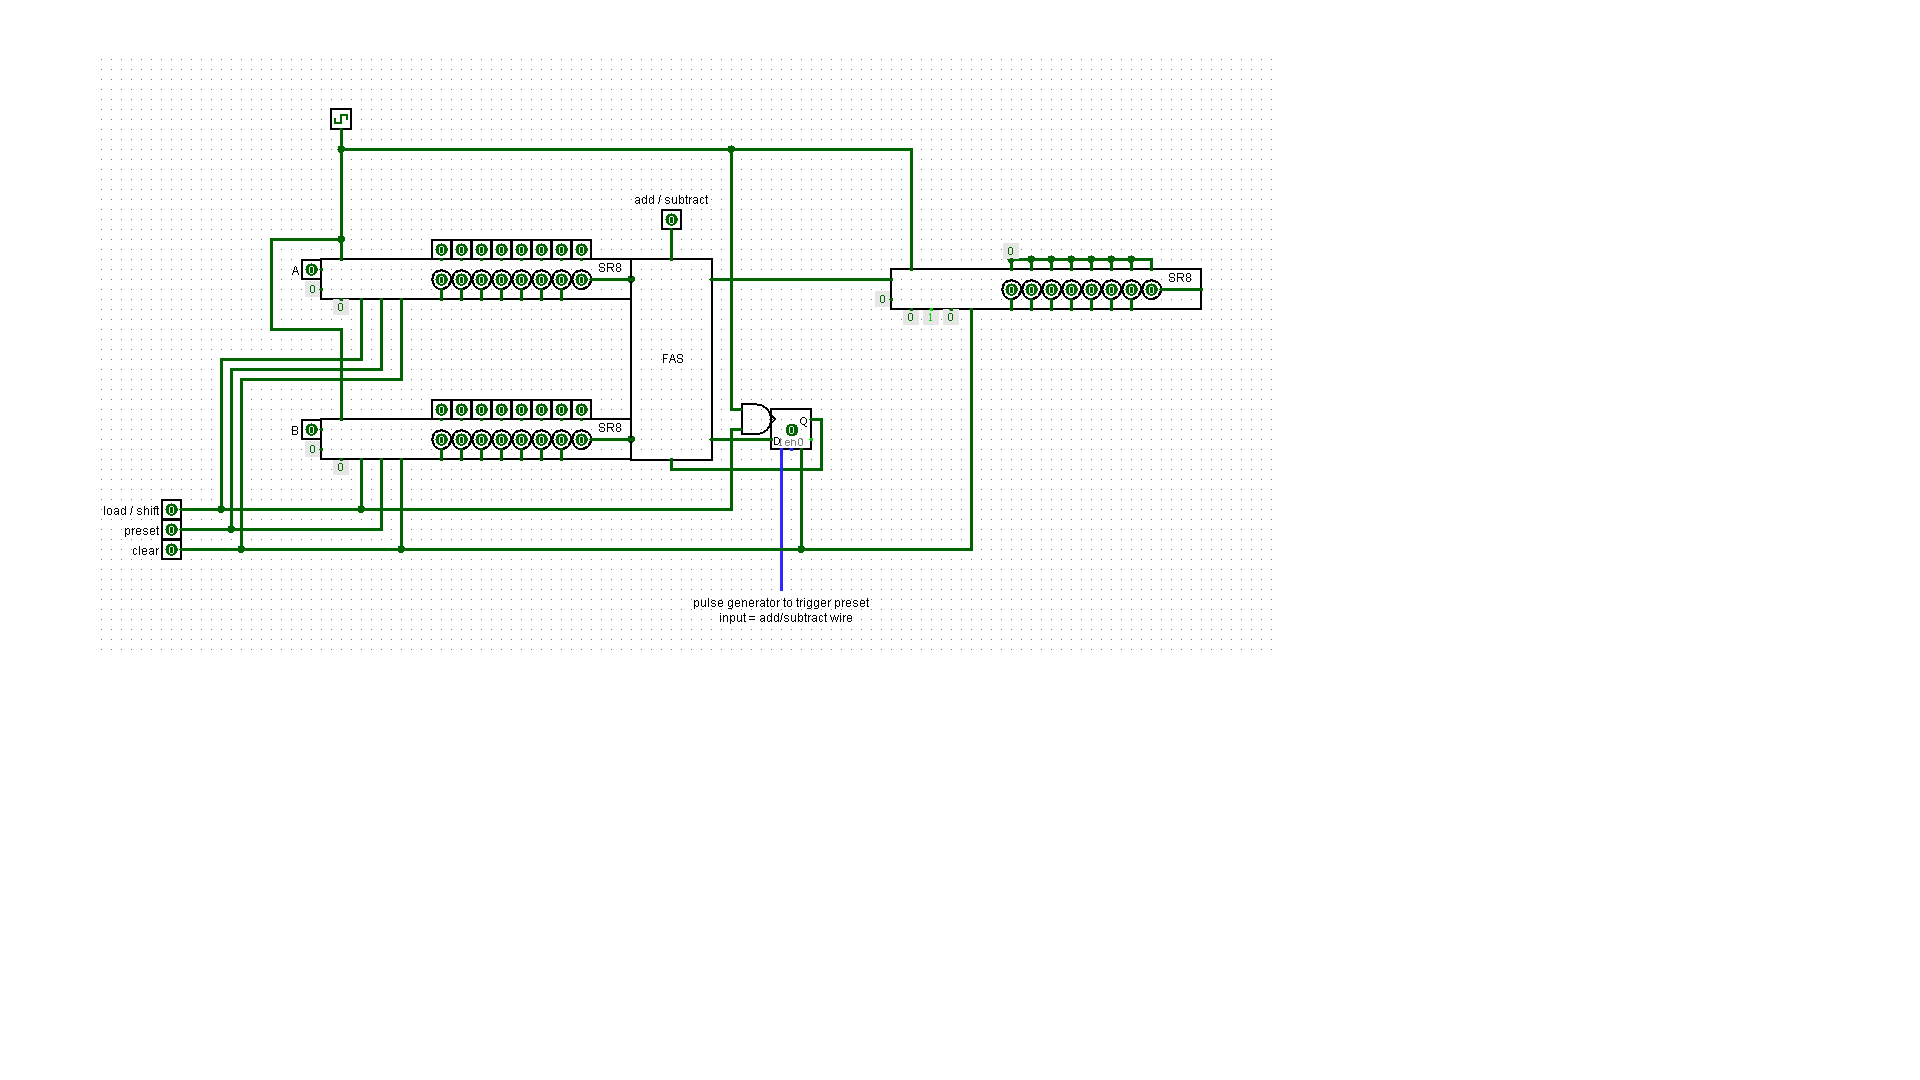 add / subtract
0 0 0 0 0 0 0 0
0
A 0
SR8
0 0 0 0 0 0 0 0 0
0
SR8
0 0 0 0 0 0 0 0
0
0 1 0
FAS
0 0 0 0 0 0 0 0
B 0
SR8
0 0 0 0 0 0 0 0 0
0
Q
0
D
load / shift 0
preset 0
clear 0
pulse generator to trigger preset
input = add/subtract wire